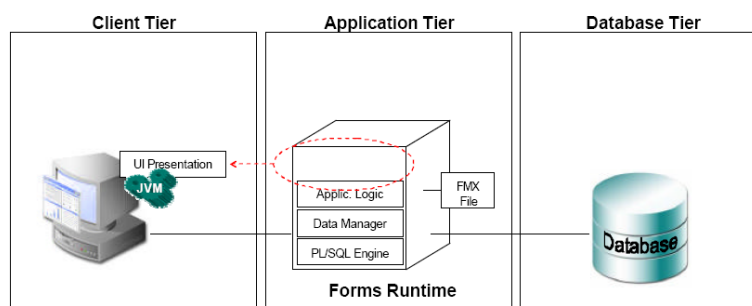 Client Tier
Application Tier
Database Tier
UI Presentation
JVM
Applic. Logic
FMX
File
Data Manager
PL/SQL Engine
Database
Forms Runtime